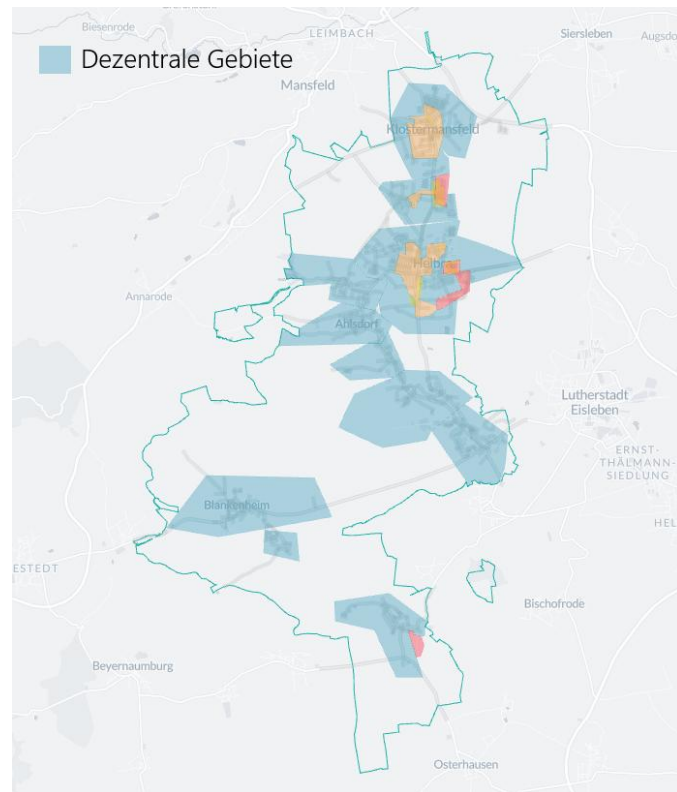 Biesenrode
LEIMBACH
Siersleben
Augsdo
Dezentrale Gebiete
Mansfeld
Klostermansfeld
Helbra
Annarode
Ahlsdorf
Lutherstadt
Eisleben
ERNST-
THÄLMANN-
SIEDLUNG
Blankenheim
HEL
ESTEDT
Bischofrode
Beyernaumburg
Osterhausen